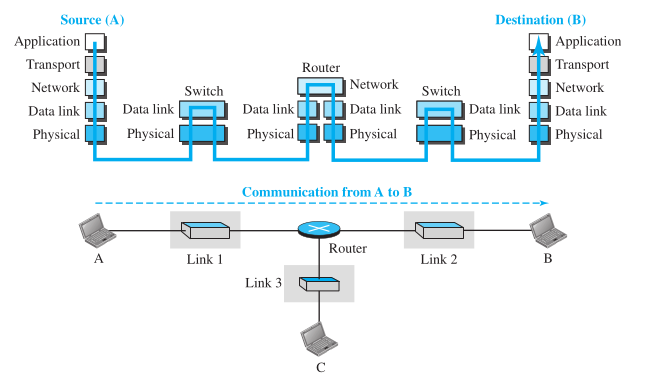 Source (A)
Destination (B)
Application
Application
Transport
Router
Transport
Network
Switch
Network
Switch
Network
Data link
Data link
Data link
Data link
Data link
Data link
Physical
Physical
Physical
Physical
Physical
Physical
Communication from A to B
A
Link 1
Router
Link 2
B
Link 3
C